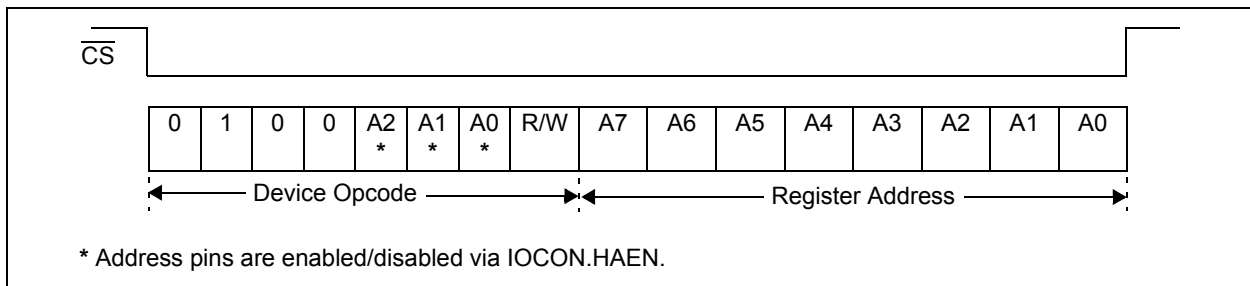 CS
0 1 0 0 A2 A1 A0 R/W A7 A6 A5 A4 A3 A2 A1 A0
* * *
Device Opcode Register Address
* Address pins are enabled/disabled via IOCON.HAEN.